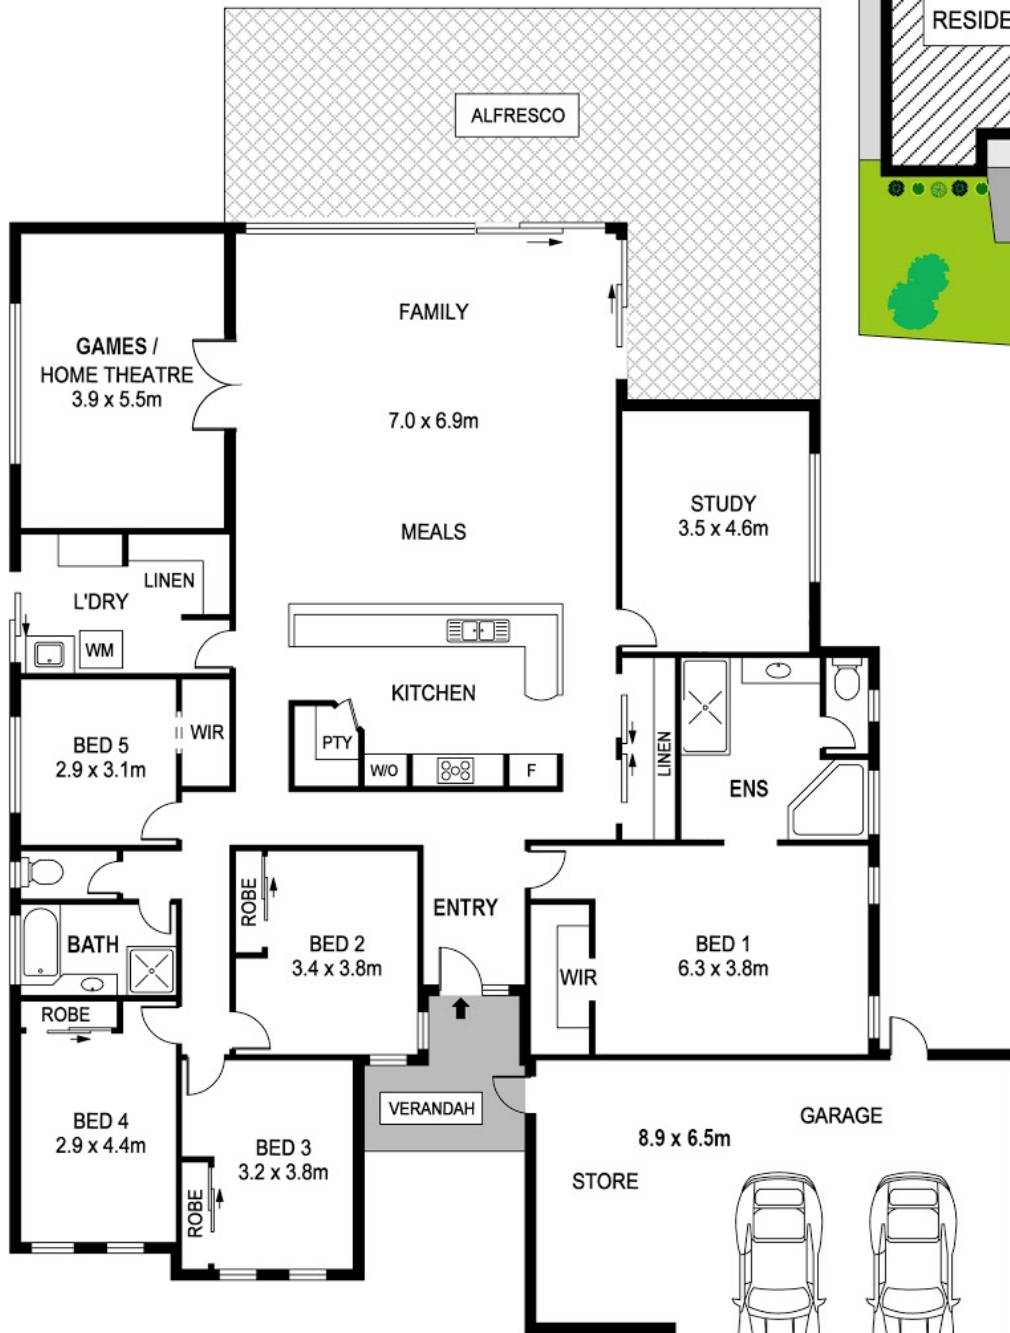 RESIDE
ALFRESCO
FAMILY
GAMES /
HOME THEATRE
3.9 x 5.5m
7.0 x 6.9m
STUDY
3.5 x 4.6m
MEALS
LINEN
L'DRY
WM
KITCHEN
WIR
PTY
LINEN
BED 5
2.9 x 3.1m
W/O
F
ENS
ROBE
ENTRY
BATH
BED 2
3.4 x 3.8m
BED 1
6.3 x 3.8m
WIR
ROBE
VERANDAH
GARAGE
BED 4
2.9 x 4.4m
8.9 x 6.5m
BED 3
3.2 x 3.8m
STORE
ROBE